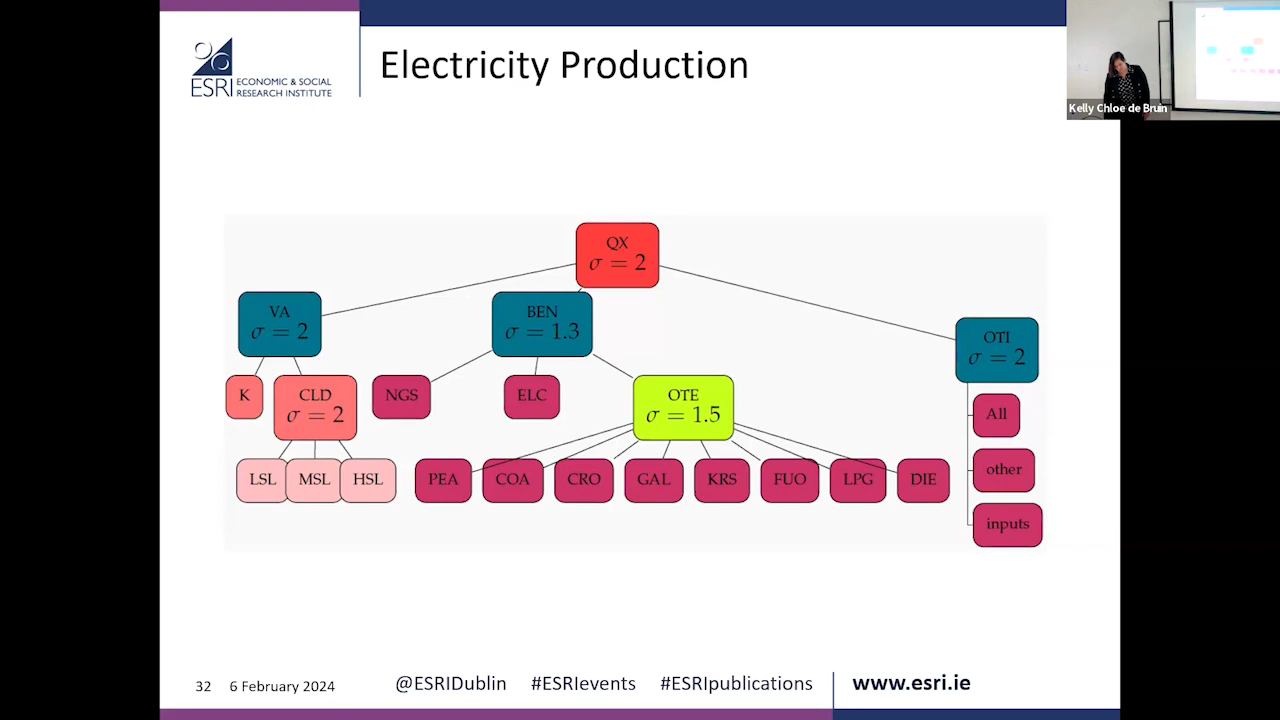 Electricity Production
ESRI
ECONOMIC & SOCIAL
RESEARCH INSTITUTE
Kelly Chloe de Bruin
QX
σ = 2
VA
σ = 2
BEN
σ = 1.3
OTI
σ = 2
K
CLD
σ = 2
NGS
ELC
OTE
σ = 1.5
All
other
inputs
LSL
MSL
HSL
PEA
COA
CRO
GAL
KRS
FUO
LPG
DIE
32 6 February 2024
@ESRIDublin #ESRIevents #ESRIpublications www.esri.ie